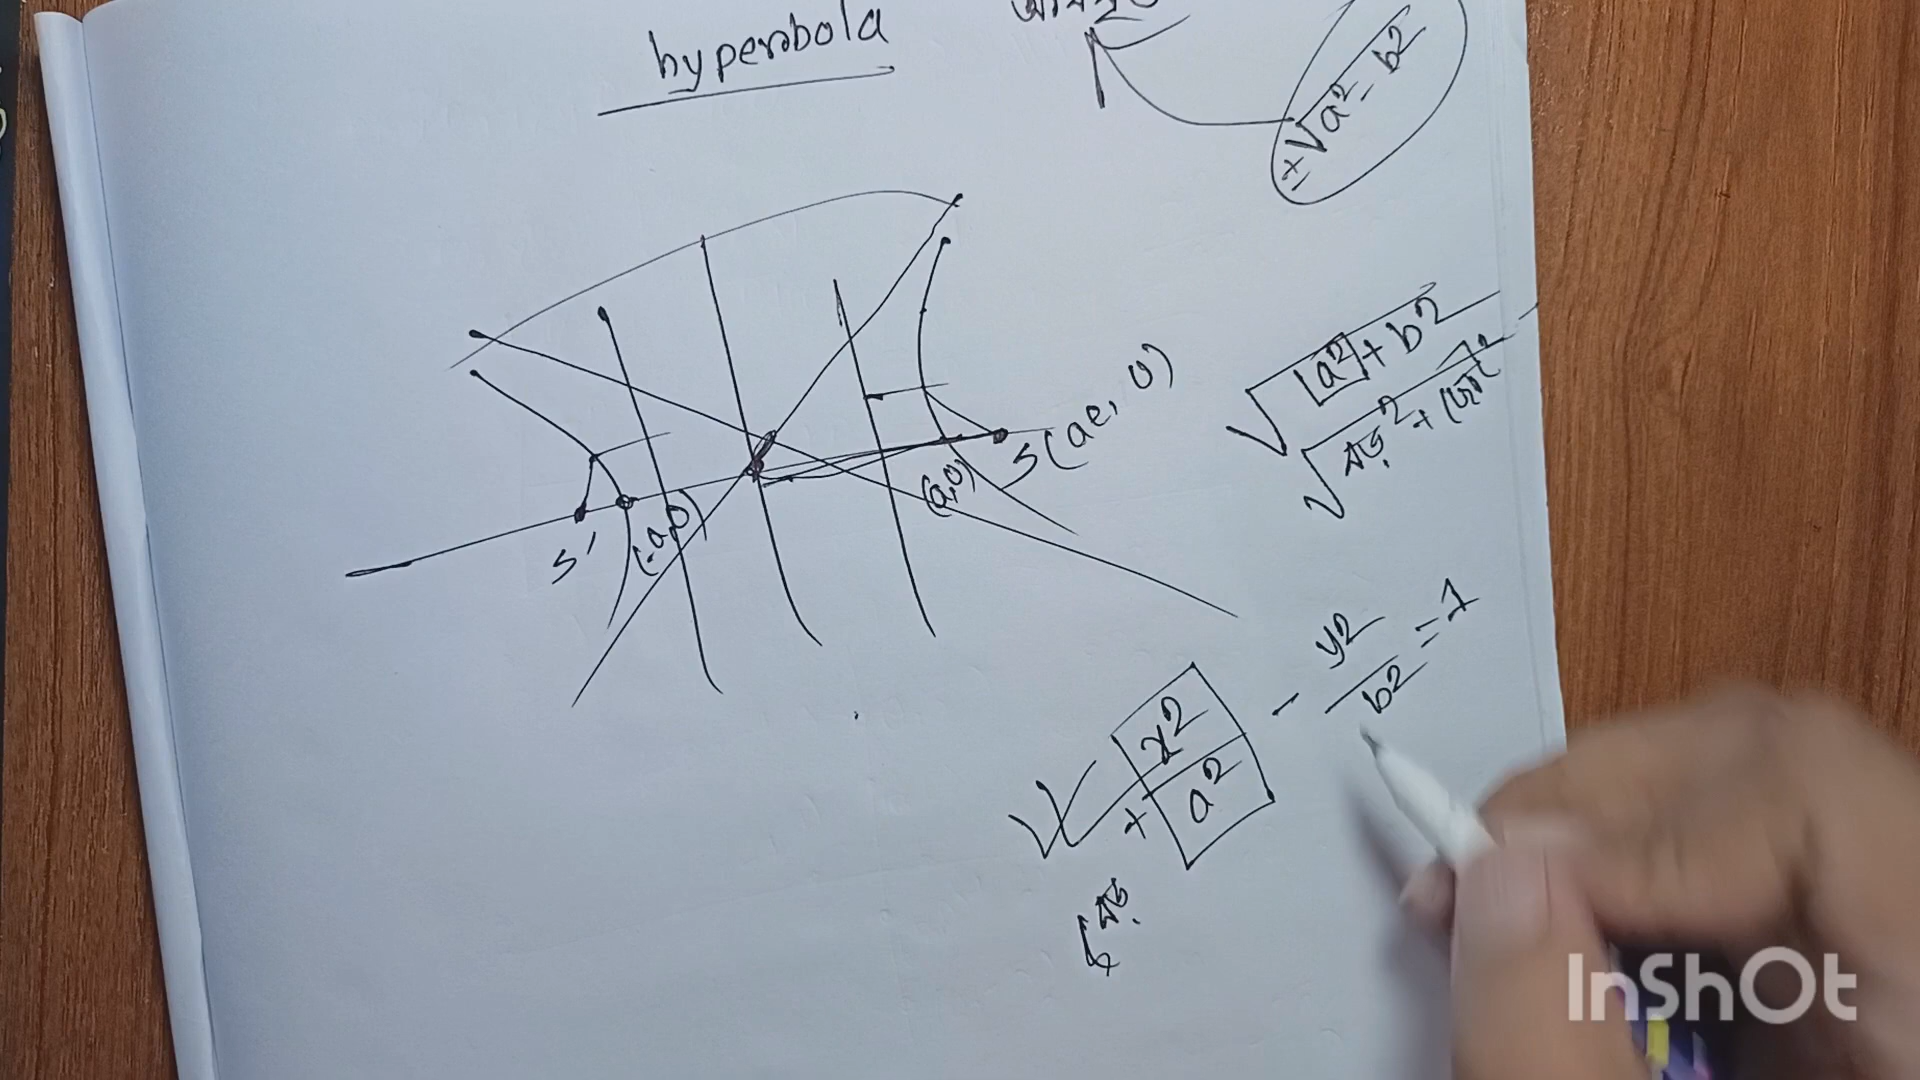 hyperbola
±√a² - b2
√a² + b2
S(ae, 0)
(a,0)
S' (-a,0)
x2/a2 - y2/b2 = 1
+
InShOt